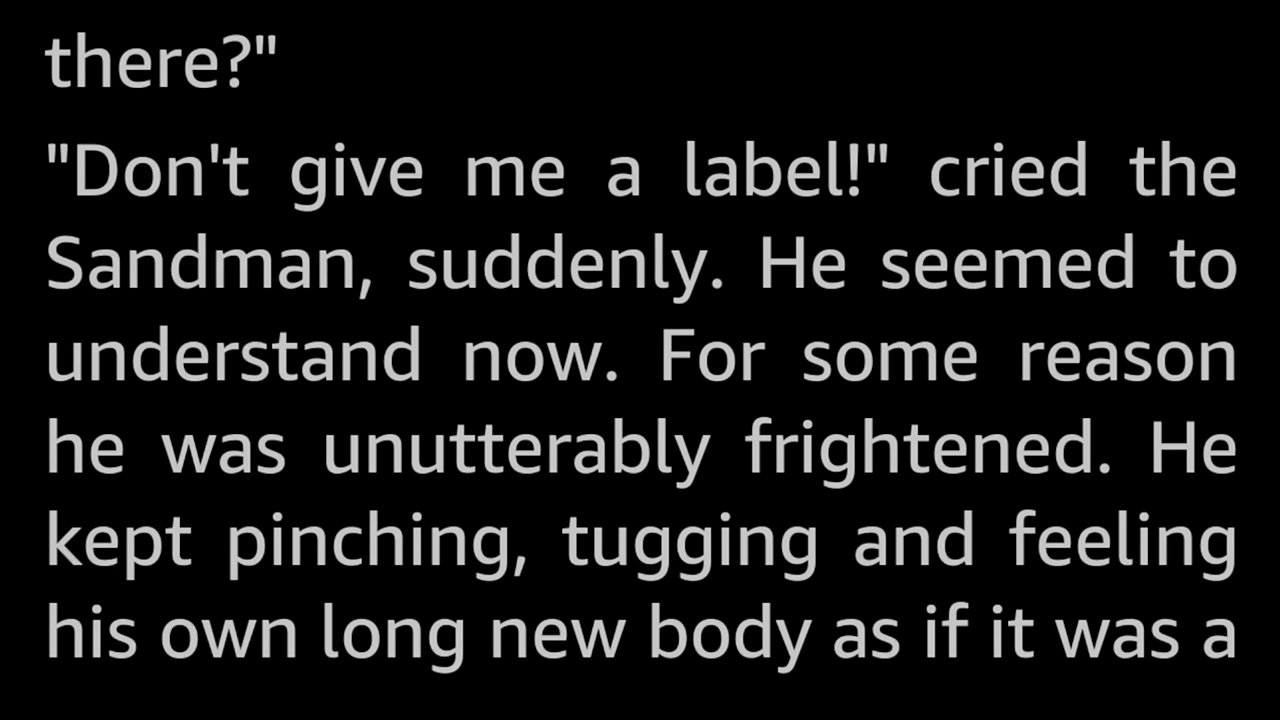 there?"
"Don't give me a label!" cried the
Sandman, suddenly. He seemed to
understand now. For some reason
he was unutterably frightened. He
kept pinching, tugging and feeling
his own long new body as if it was a